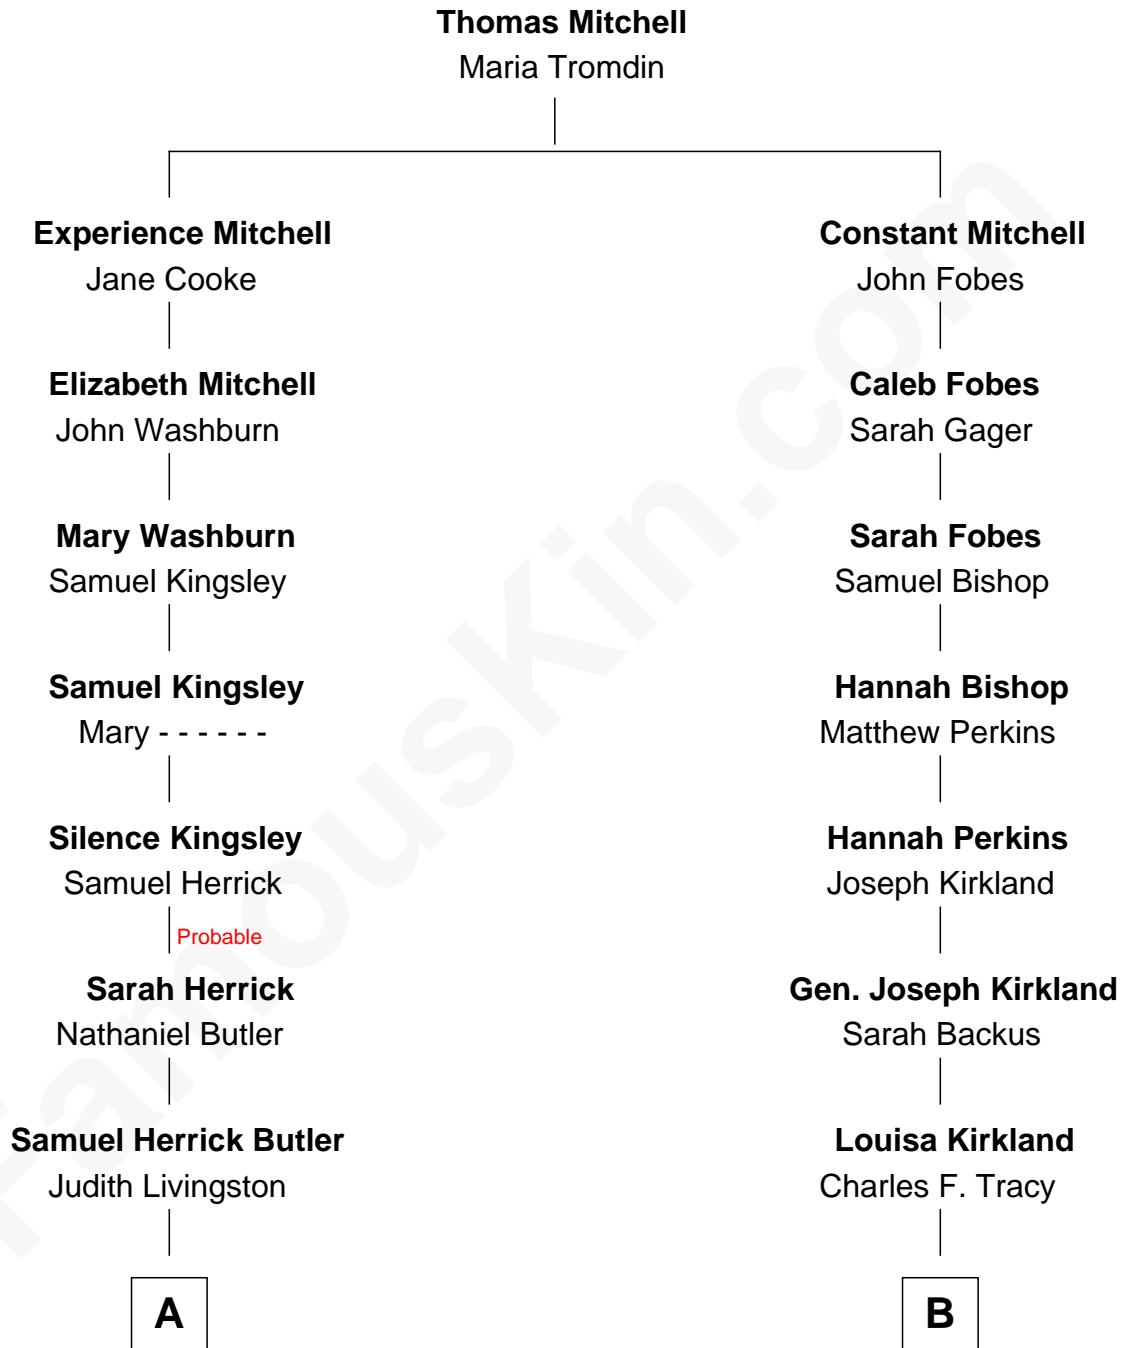 Thomas Mitchell
Maria Tromdin
Experience Mitchell
Jane Cooke
Constant Mitchell
John Fobes
Elizabeth Mitchell
John Washburn
Caleb Fobes
Sarah Gager
Mary Washburn
Samuel Kingsley
Sarah Fobes
Samuel Bishop
Samuel Kingsley
Mary - - - - - -
Hannah Bishop
Matthew Perkins
Silence Kingsley
Samuel Herrick
Hannah Perkins
Joseph Kirkland
Probable
Sarah Herrick
Nathaniel Butler
Gen. Joseph Kirkland
Sarah Backus
Samuel Herrick Butler
Judith Livingston
Louisa Kirkland
Charles F. Tracy
A
B
FamousKin.com